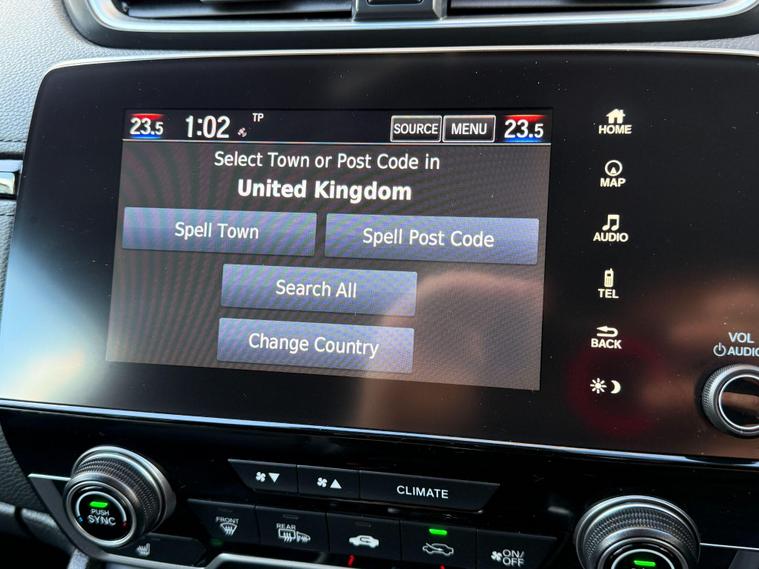 23.5 1:02 TP SOURCE MENU 23.5
Select Town or Post Code in
United Kingdom
Spell Town Spell Post Code
Search All
Change Country
HOME
MAP
AUDIO
TEL
BACK
VOL
AUDIO
CLIMATE
PUSH
SYNC
FRONT
REAR
ON/
OFF